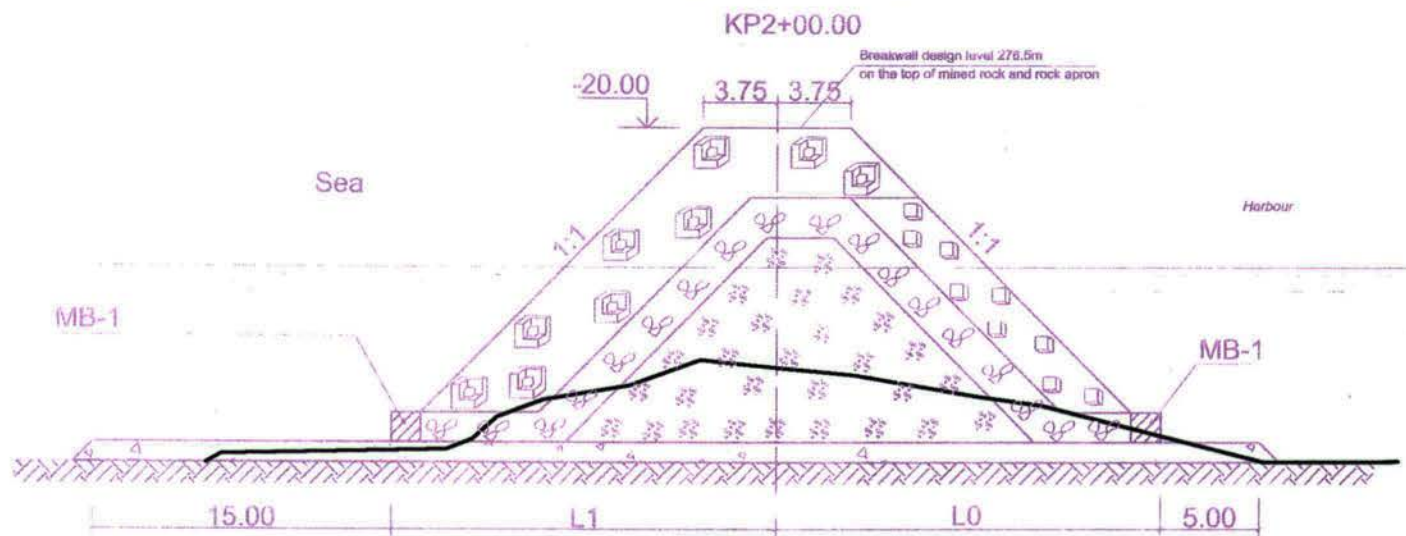 KP2+00.00
Breakwall design level 276.5m
on the top of mined rock and rock apron
-20.00
3.75
3.75
Sea
Harbour
1:1
1:1
MB-1
MB-1
15.00
L1
L0
5.00